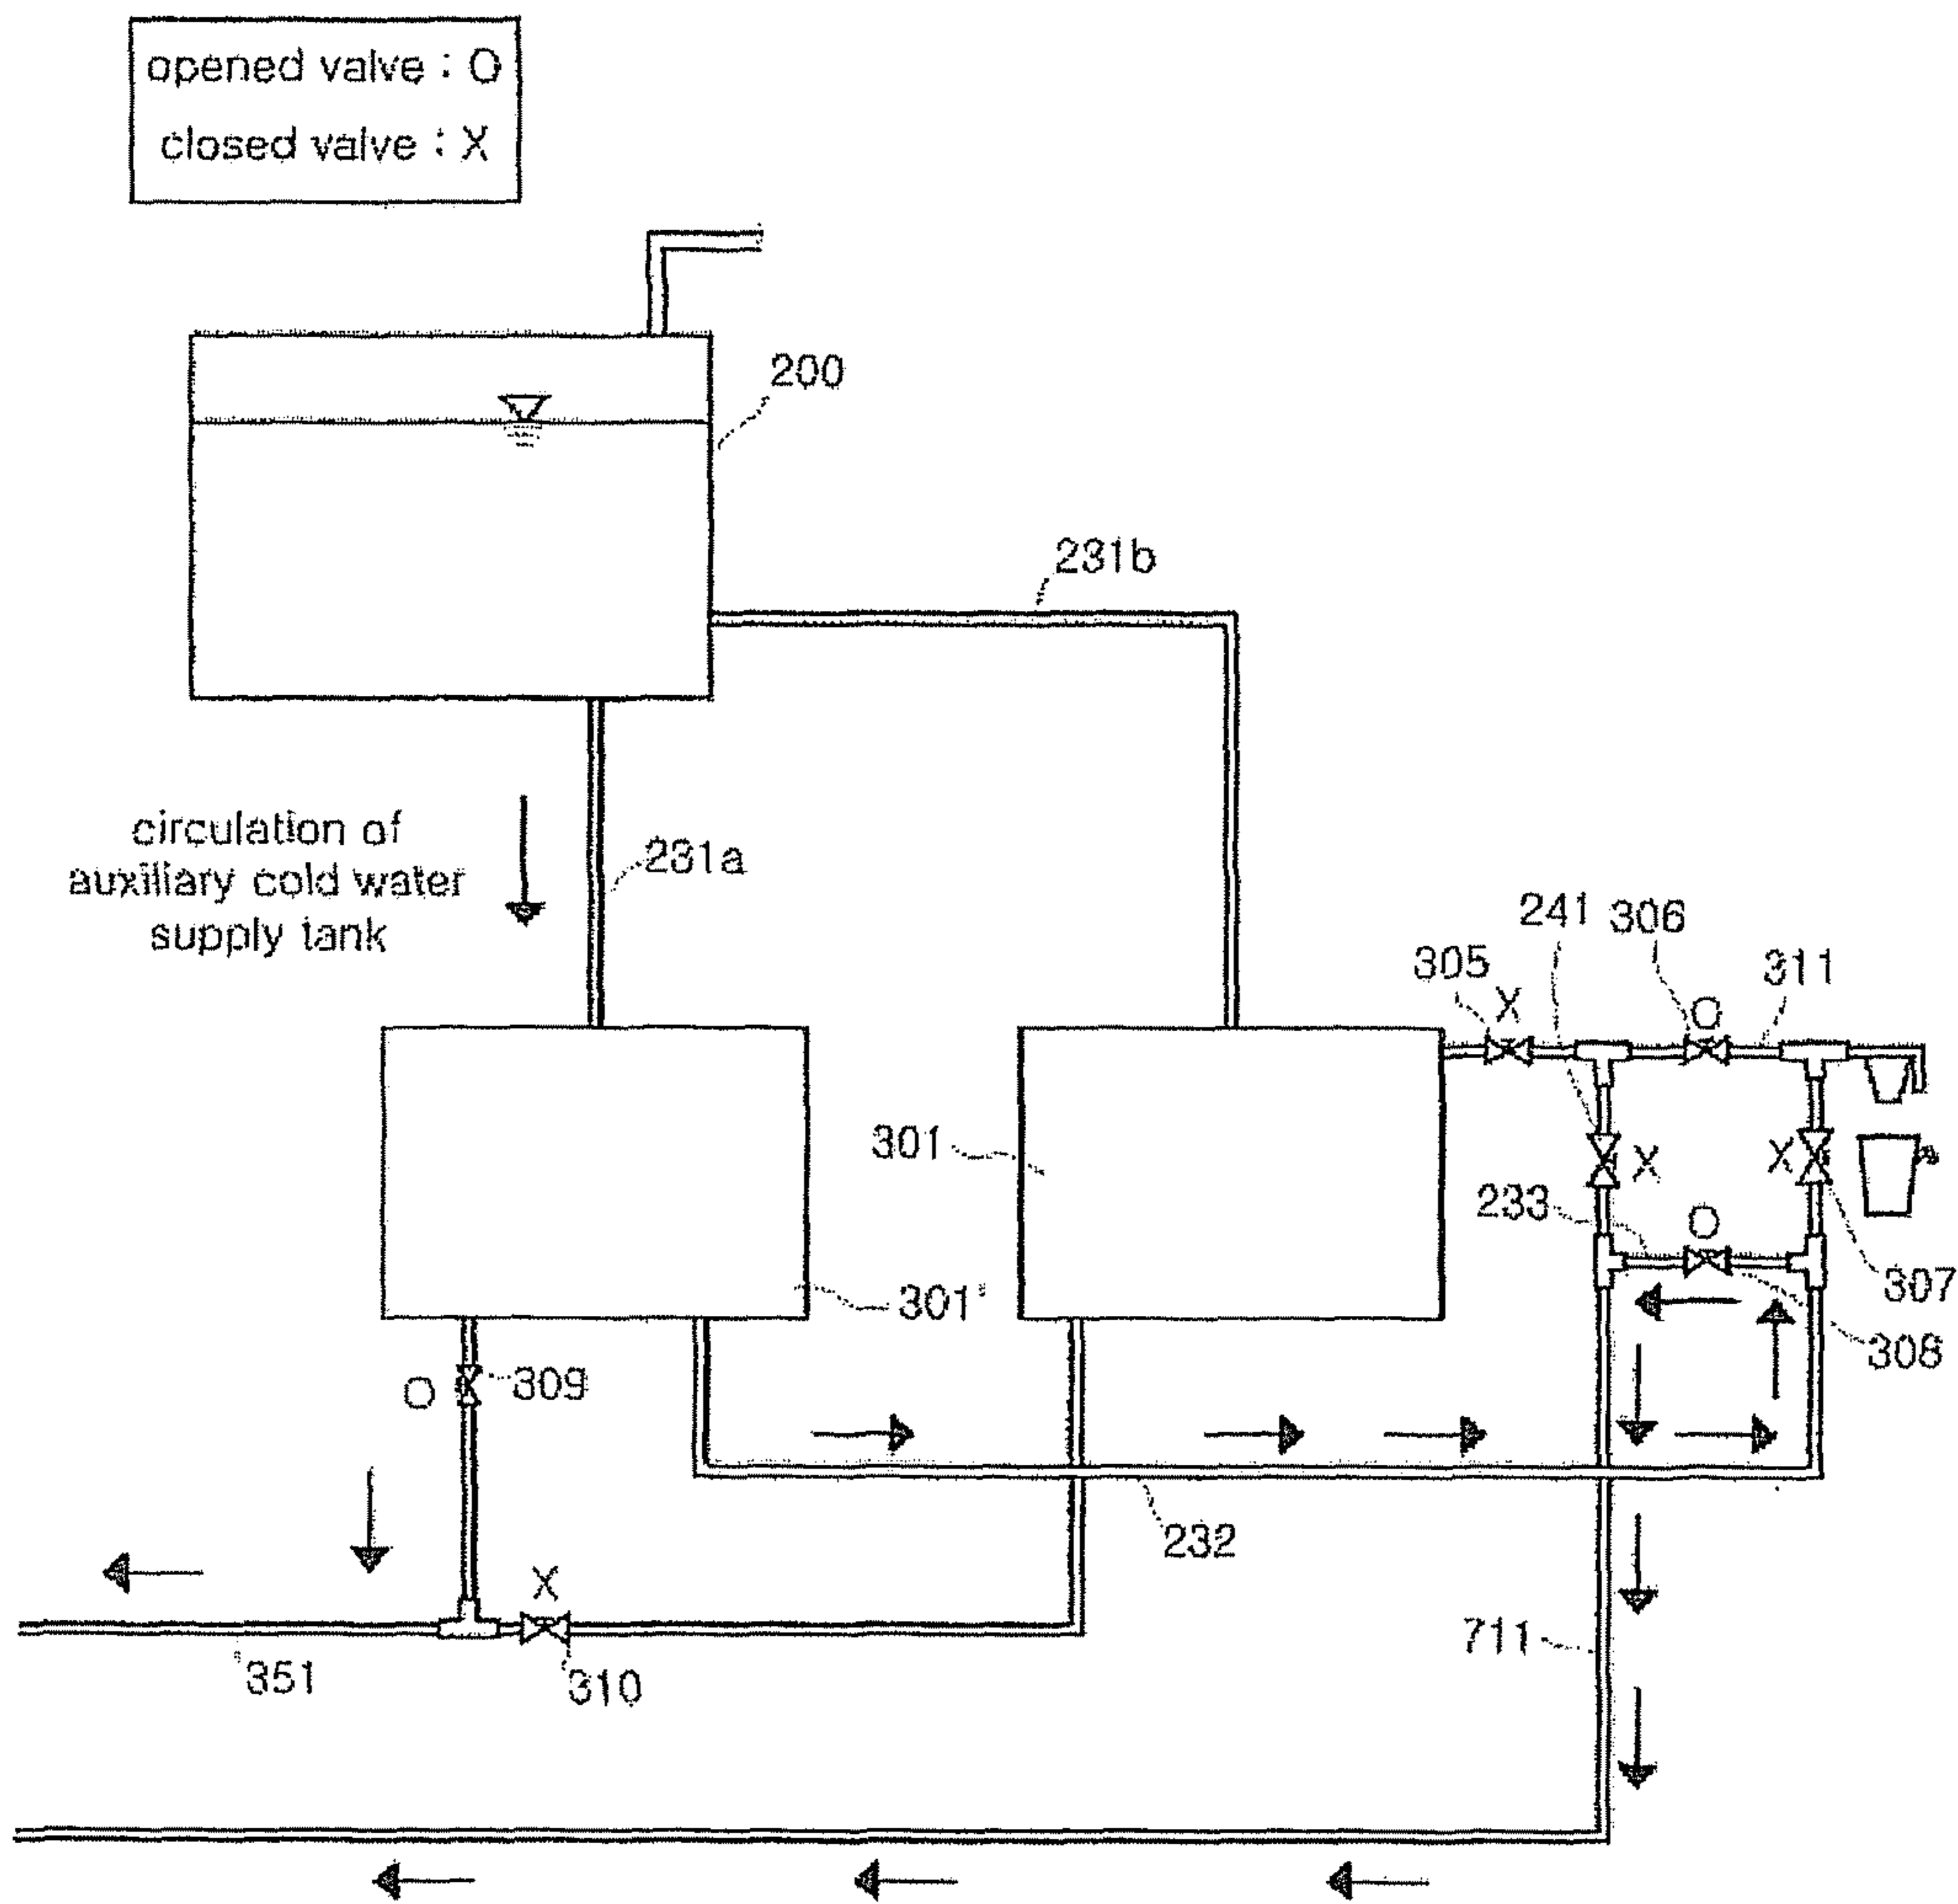 opened valve : O
closed valve : X
200
231b
circulation of
auxiliary cold water
supply tank
231a
241
306
305
311
X
O
301
X
X
233
O
307
301'
308
O
309
232
X
351
310
711